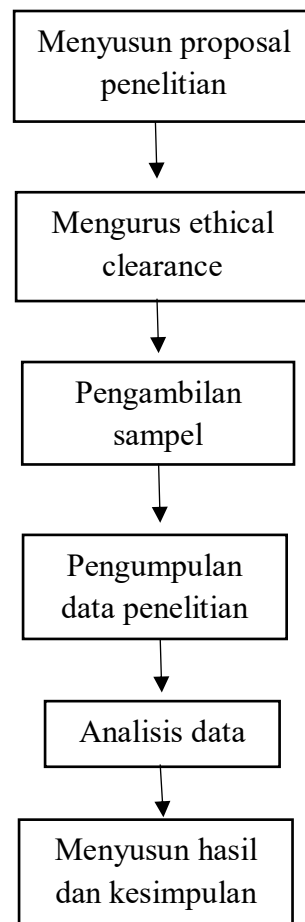 Menyusun proposal
penelitian
Mengurus ethical
clearance
Pengambilan
sampel
Pengumpulan
data penelitian
Analisis data
Menyusun hasil
dan kesimpulan